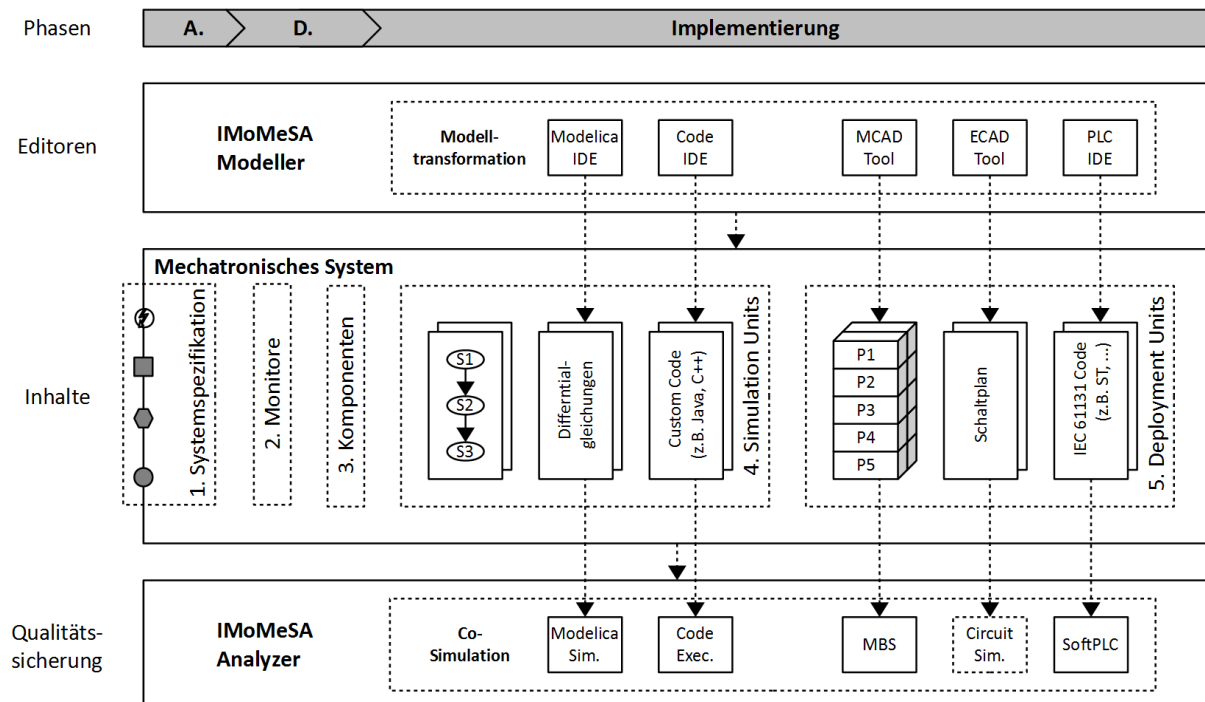 Phasen
A.
D.
Implementierung
Editoren
IMoMeSA
Modeller
Modell-
transformation
Modelica
IDE
Code
IDE
MCAD
Tool
ECAD
Tool
PLC
IDE
Inhalte
Mechatronisches System
1. Systemspezifikation
2. Monitore
3. Komponenten
S1
S2
S3
Differntial-
gleichungen
Custom Code
(z.B. Java, C++)
4. Simulation Units
P1
P2
P3
P4
P5
Schaltplan
IEC 61131 Code
(z.B. ST, ...)
5. Deployment Units
Qualitäts-
sicherung
IMoMeSA
Analyzer
Co-
Simulation
Modelica
Sim.
Code
Exec.
MBS
Circuit
Sim.
SoftPLC